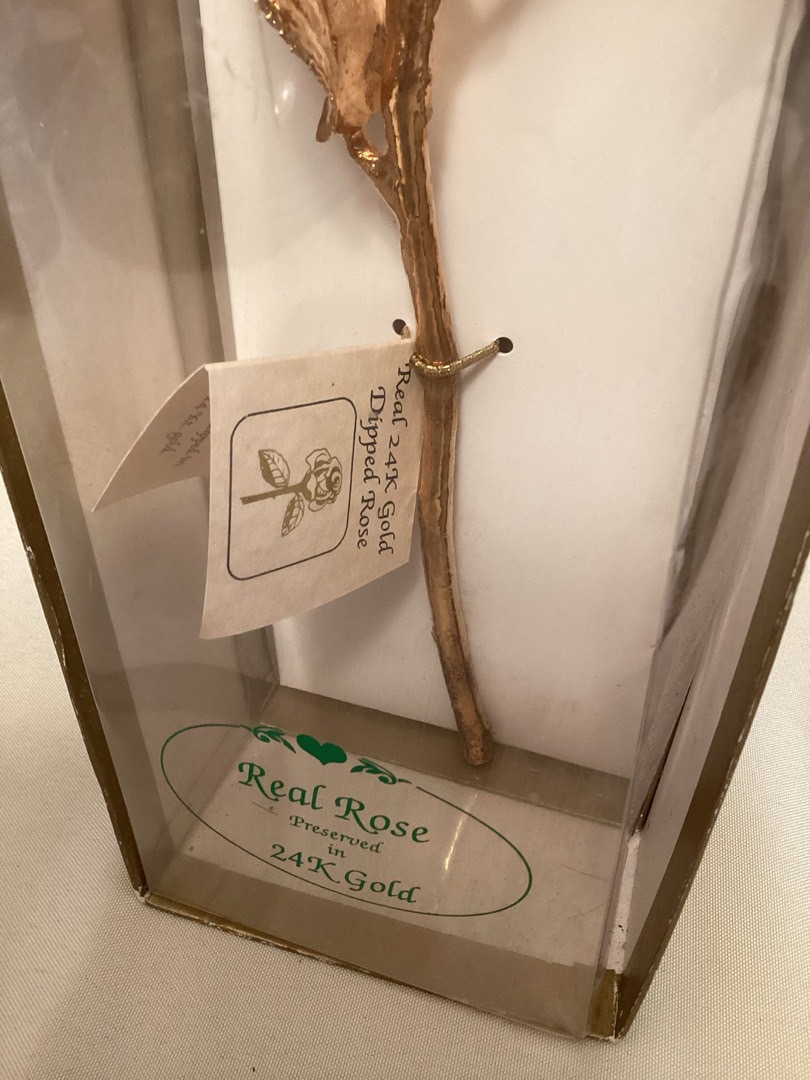 Real 24K Gold
Dipped Rose
Real Rose
Preserved
in
24K Gold